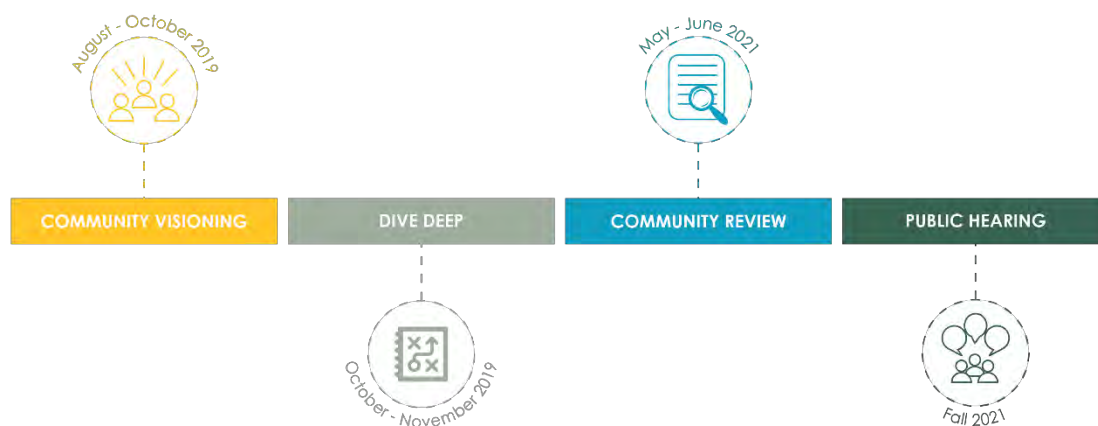 August - October 2019
May - June 2021
COMMUNITY VISIONING
DIVE DEEP
COMMUNITY REVIEW
PUBLIC HEARING
October - November 2019
Fall 2021